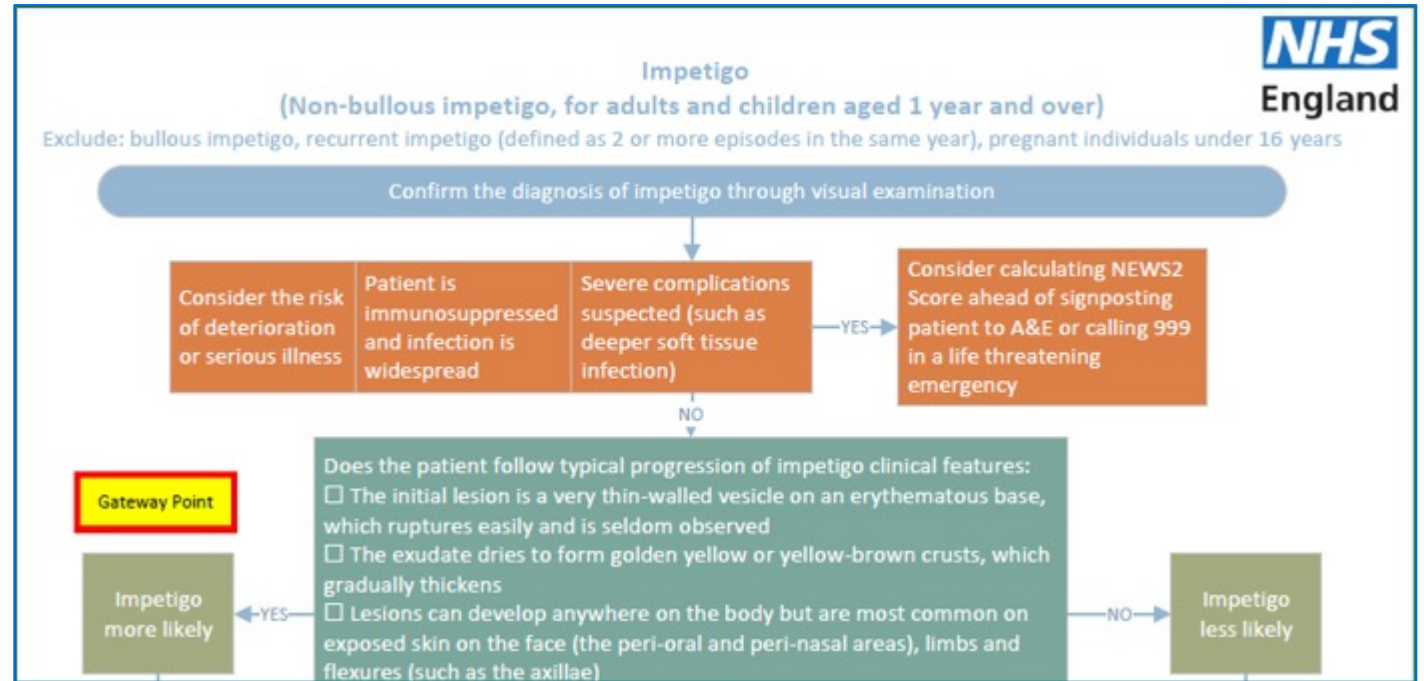 NHS
England
Impetigo
(Non-bullous impetigo, for adults and children aged 1 year and over)
Exclude: bullous impetigo, recurrent impetigo (defined as 2 or more episodes in the same year), pregnant individuals under 16 years
Confirm the diagnosis of impetigo through visual examination
Consider the risk
of deterioration
or serious illness
Patient is
immunosuppressed
and infection is
widespread
Severe complications
suspected (such as
deeper soft tissue
infection)
YES
Consider calculating NEWS2
Score ahead of signposting
patient to A&E or calling 999
in a life threatening
emergency
NO
Gateway Point
Does the patient follow typical progression of impetigo clinical features:
☐ The initial lesion is a very thin-walled vesicle on an erythematous base,
which ruptures easily and is seldom observed
☐ The exudate dries to form golden yellow or yellow-brown crusts, which
gradually thickens
☐ Lesions can develop anywhere on the body but are most common on
exposed skin on the face (the peri-oral and peri-nasal areas), limbs and
flexures (such as the axillae)
YES
Impetigo
more likely
NO
Impetigo
less likely